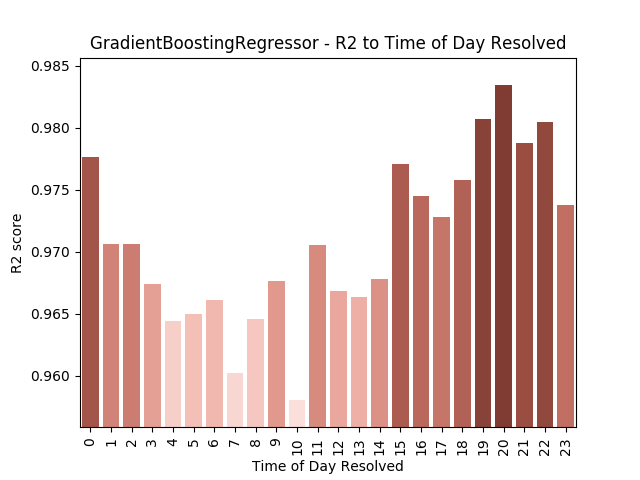 GradientBoostingRegressor - R2 to Time of Day Resolved
0.985
0.980
0.975
0.970
0.965
0.960
R2 score
0 1 2 3 4 5 6 7 8 9 10 11 12 13 14 15 16 17 18 19 20 21 22 23
Time of Day Resolved